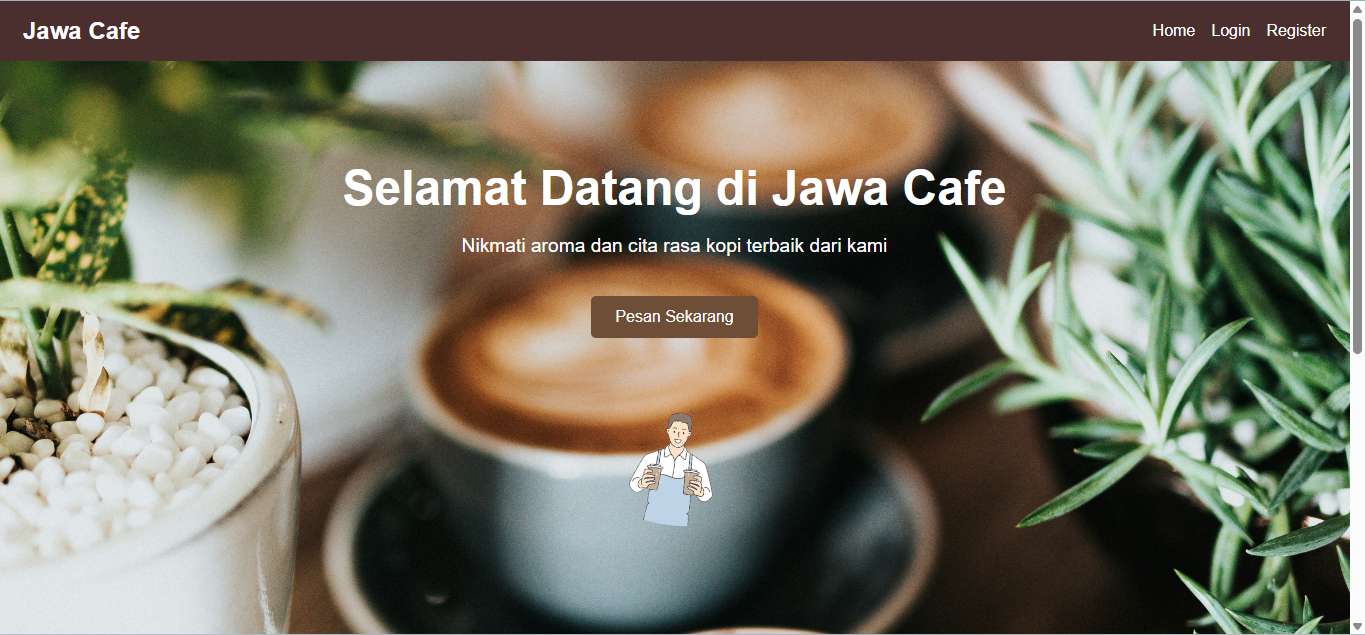 Jawa Cafe
Home Login Register
Selamat Datang di Jawa Cafe
Nikmati aroma dan cita rasa kopi terbaik dari kami
Pesan Sekarang